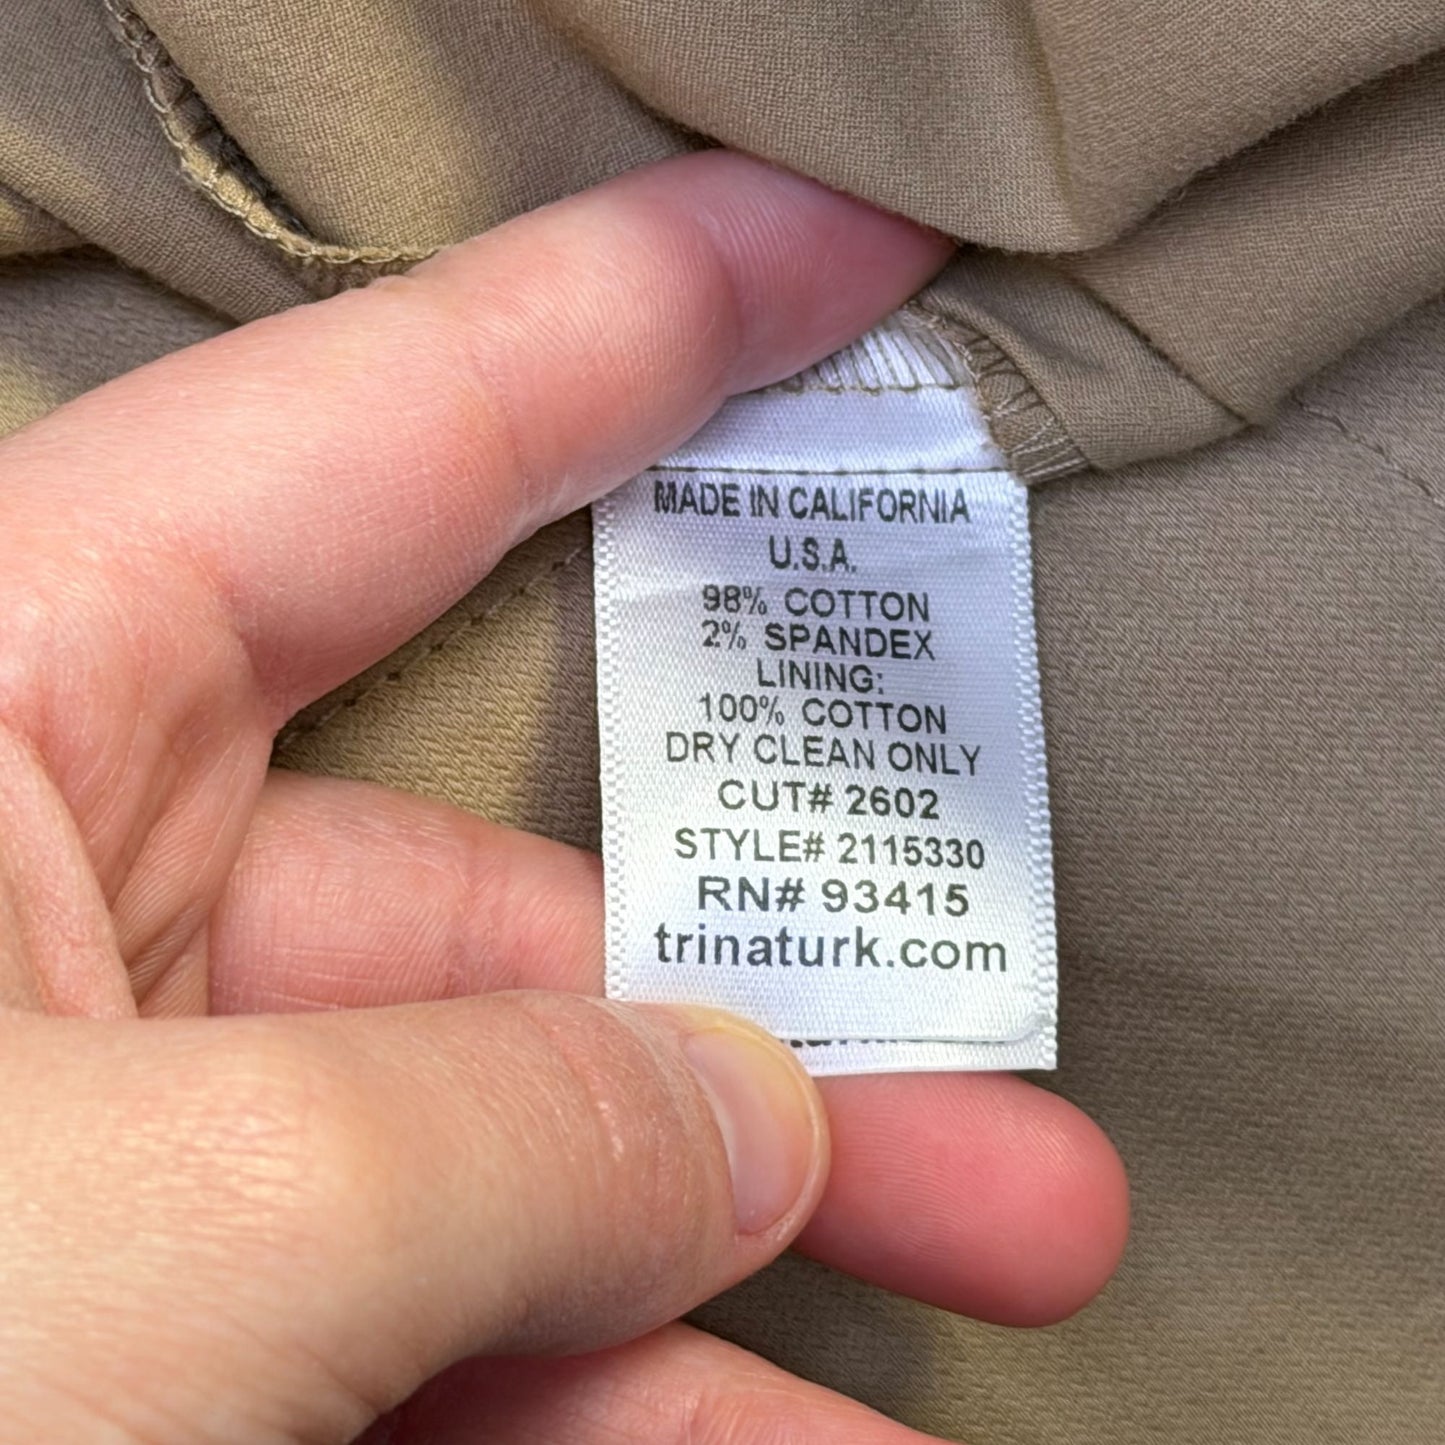 MADE IN CALIFORNIA
U.S.A.
98% COTTON
2% SPANDEX
LINING:
100% COTTON
DRY CLEAN ONLY
CUT# 2602
STYLE# 2115330
RN# 93415
trinaturk.com